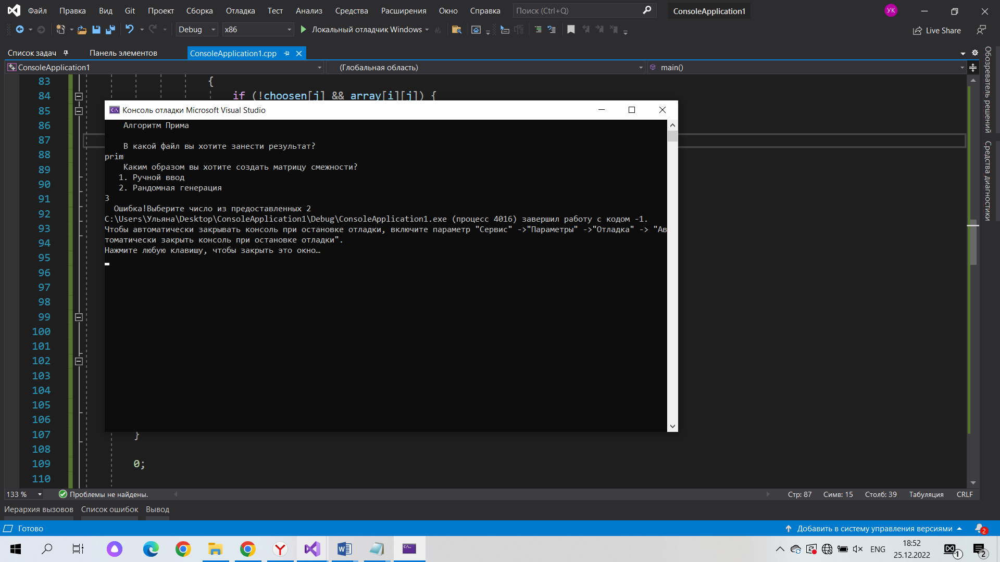 Файл Правка Вид Git Проект Сборка Отладка Тест Анализ Средства Расширения Окно Справка Поиск (Ctrl+Q) ConsoleApplication1 УК
Debug x86 Локальный отладчик Windows Live Share
Список задач Панель элементов ConsoleApplication1.cpp
ConsoleApplication1 (Глобальная область) main()
Обозреватель решений
Средства диагностики
83 {
84 if (!choosen[j] && array[i][j]) {
85
86
87
88
89
90
91
92
93
94
95
96
97
98
99
100
101
102
103
104
105
106
107 }
108
109 0;
110
Консоль отладки Microsoft Visual Studio
Алгоритм Прима
В какой файл вы хотите занести результат?
prim
Каким образом вы хотите создать матрицу смежности?
1. Ручной ввод
2. Рандомная генерация
3
Ошибка!Выберите число из предоставленных 2
C:\Users\Ульяна\Desktop\ConsoleApplication1\Debug\ConsoleApplication1.exe (процесс 4016) завершил работу с кодом -1.
Чтобы автоматически закрывать консоль при остановке отладки, включите параметр "Сервис" ->"Параметры" ->"Отладка" -> "Ав
томатически закрыть консоль при остановке отладки".
Нажмите любую клавишу, чтобы закрыть это окно…
133 % Проблемы не найдены. Стр: 87 Симв: 15 Столб: 39 Табуляция CRLF
Иерархия вызовов Список ошибок Вывод
Готово Добавить в систему управления версиями 2
ENG 18:52 1 2
25.12.2022